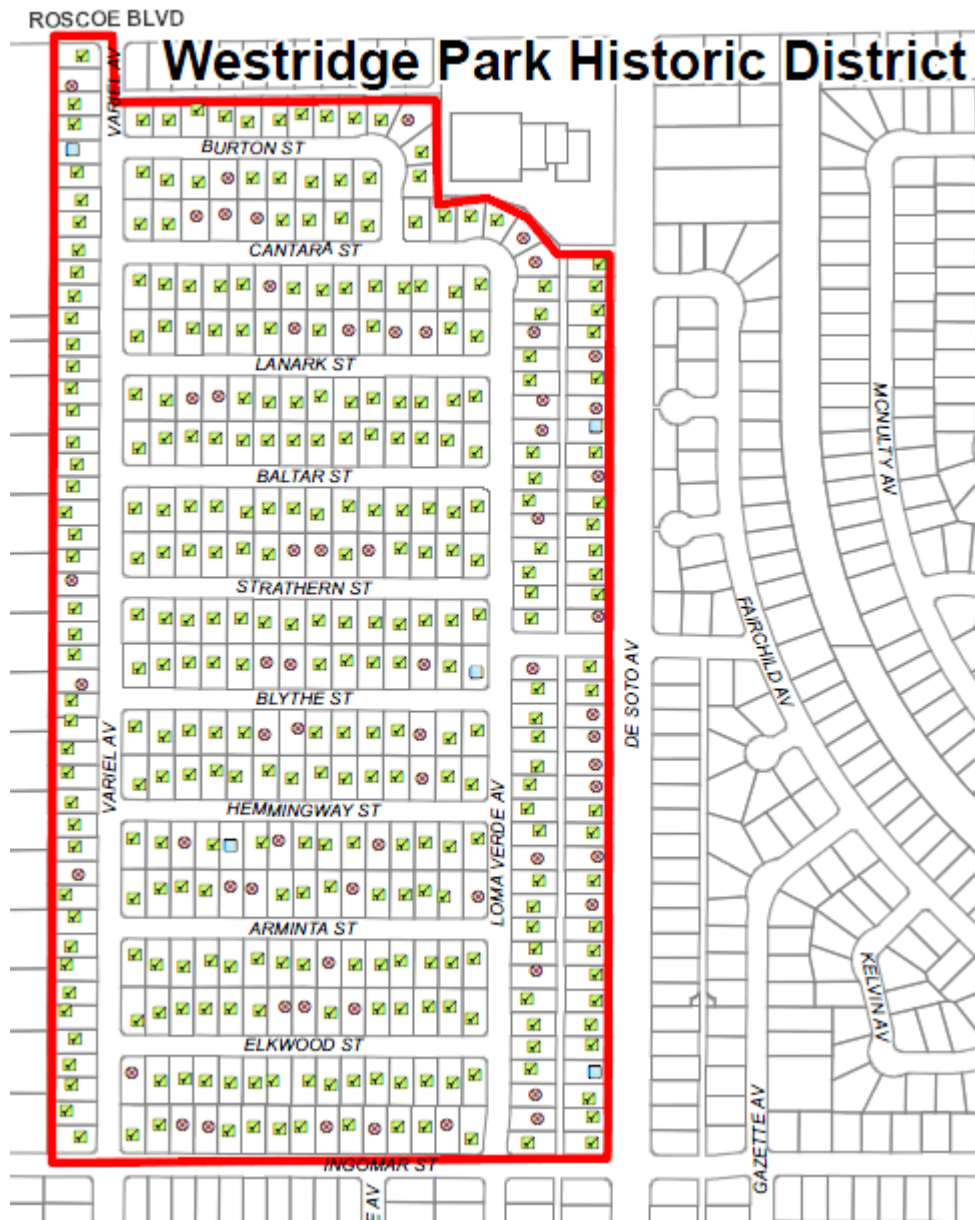 ROSCOE BLVD
Westridge Park Historic District
VARIEL AV
BURTON ST
CANTARA ST
LANARK ST
MCNULTY AV
BALTAR ST
STRATHERN ST
FAIRCHILD AV
DE SOTO AV
BLYTHE ST
VARIEL AV
HEMMINGWAY ST
LOMA VERDE AV
ARMINTA ST
KELVIN AV
ELKWOOD ST
GAZETTE AV
INGOMAR ST
E AV